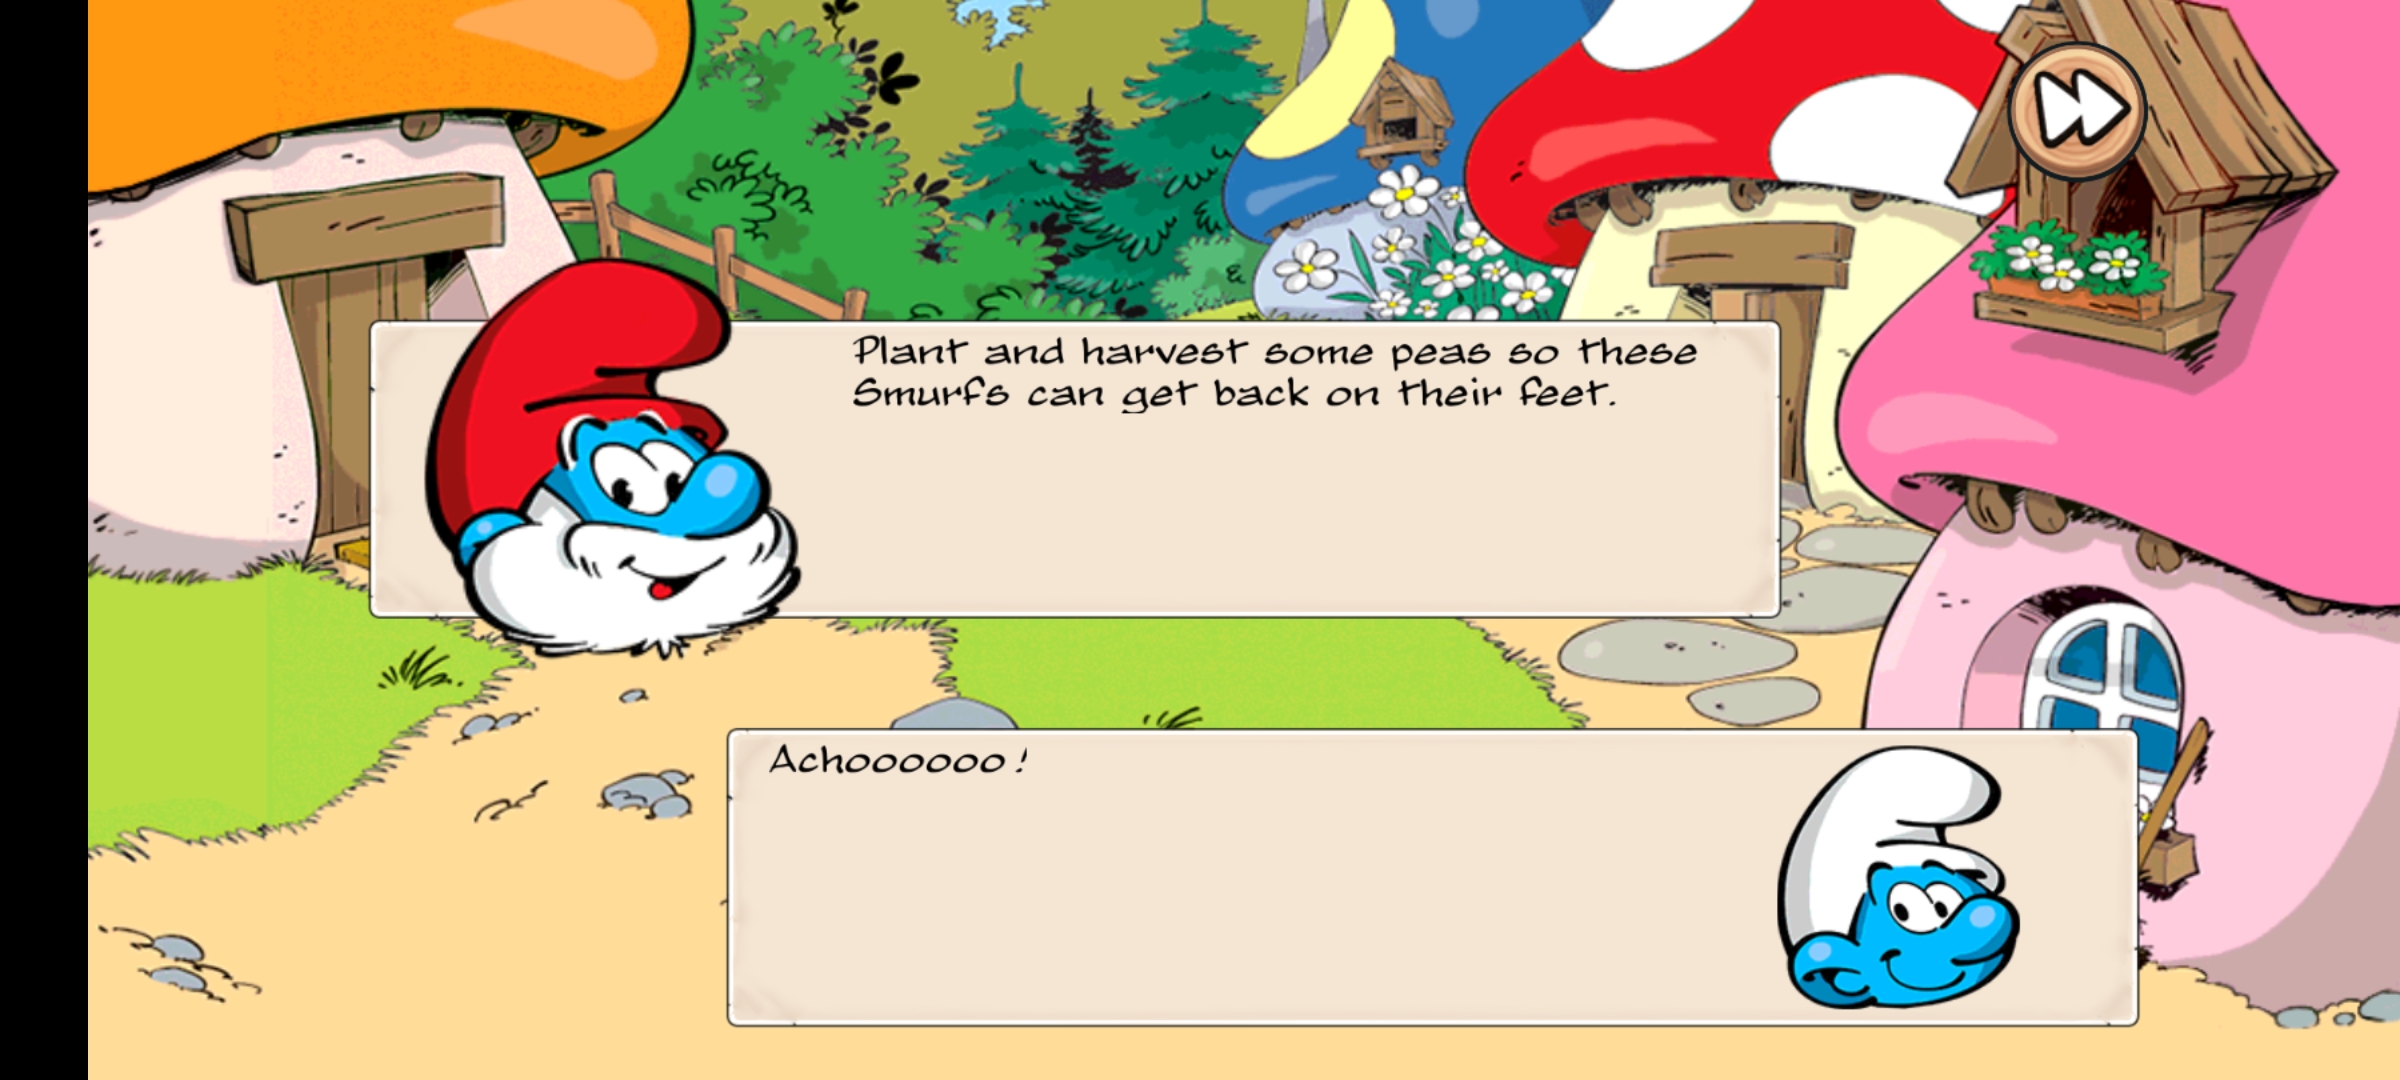 Plant and harvest some peas so these
Smurfs can get back on their feet.
Achoooooo !